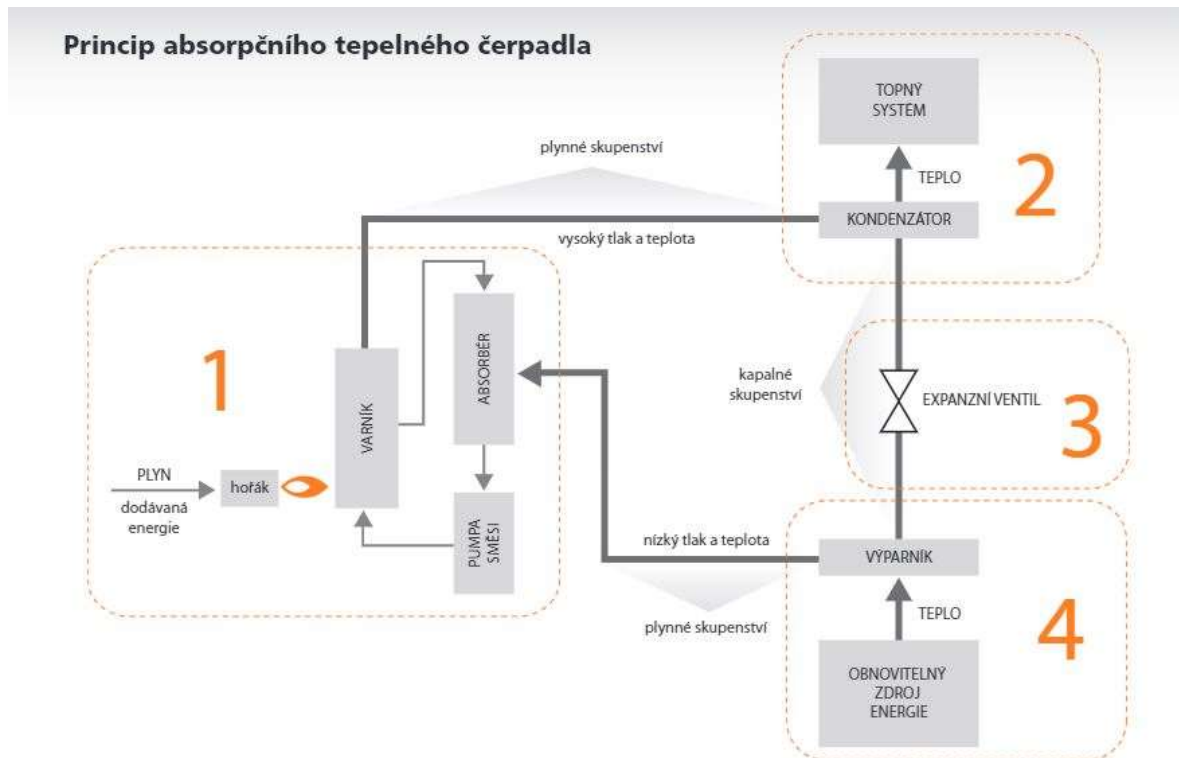 Princip absorpčního tepelného čerpadla
TOPNÝ
SYSTÉM
plynné skupenství
TEPLO
2
KONDENZÁTOR
vysoký tlak a teplota
1
VARNÍK
ABSORBÉR
kapalné
skupenství
EXPANZNÍ VENTIL
3
PLYN
hořák
dodávaná
energie
PUMPA
SMĚSI
nízký tlak a teplota
VÝPARNÍK
plynné skupenství
TEPLO
4
OBNOVITELNÝ
ZDROJ
ENERGIE